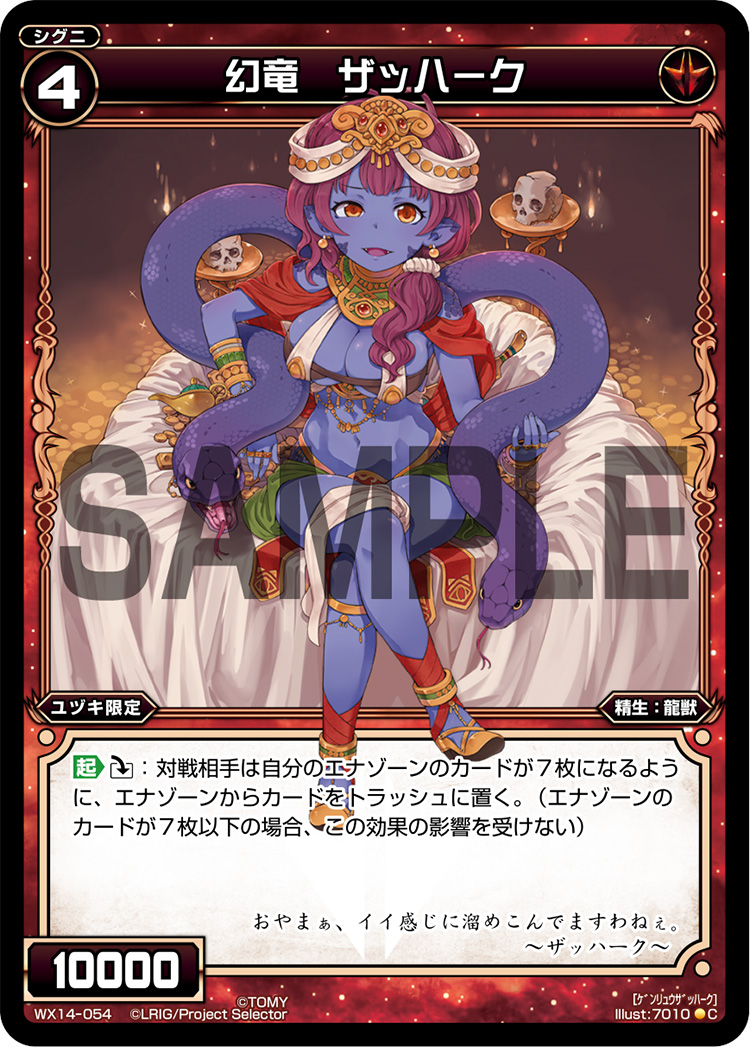 シグニ
4
幻竜 ザッハーク
SAMPLE
ユヅキ限定
精生：龍獣
起 ：対戦相手は自分のエナゾーンのカードが７枚になるよう
に、エナゾーンからカードをトラッシュに置く。（エナゾーンの
カードが７枚以下の場合、この効果の影響を受けない）
おやまぁ、イイ感じに溜めこんでますわねぇ。
～ザッハーク～
10000
©TOMY
[ｹﾞﾝﾘｭｳｻﾞｯﾊｰｸ]
WX14-054 ©LRIG/Project Selector
Illust:7010 C